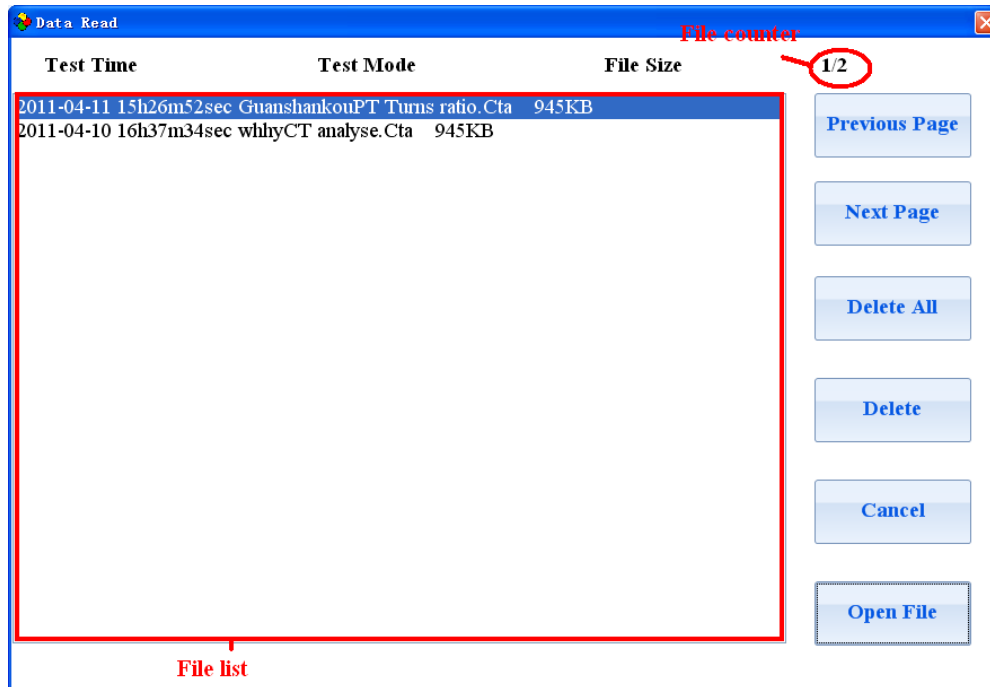 Data Read
File counter
Test Time Test Mode File Size 1/2
2011-04-11 15h26m52sec GuanshankouPT Turns ratio.Cta 945KB
2011-04-10 16h37m34sec whhyCT analyse.Cta 945KB
Previous Page
Next Page
Delete All
Delete
Cancel
Open File
File list